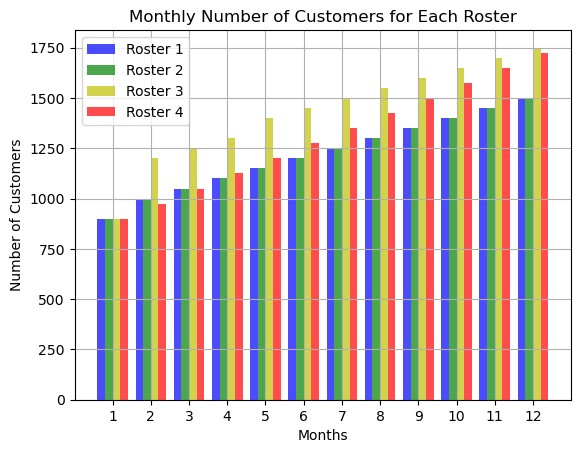 Monthly Number of Customers for Each Roster
Roster 1
Roster 2
Roster 3
Roster 4
Number of Customers
1750
1500
1250
1000
750
500
250
0
1 2 3 4 5 6 7 8 9 10 11 12
Months